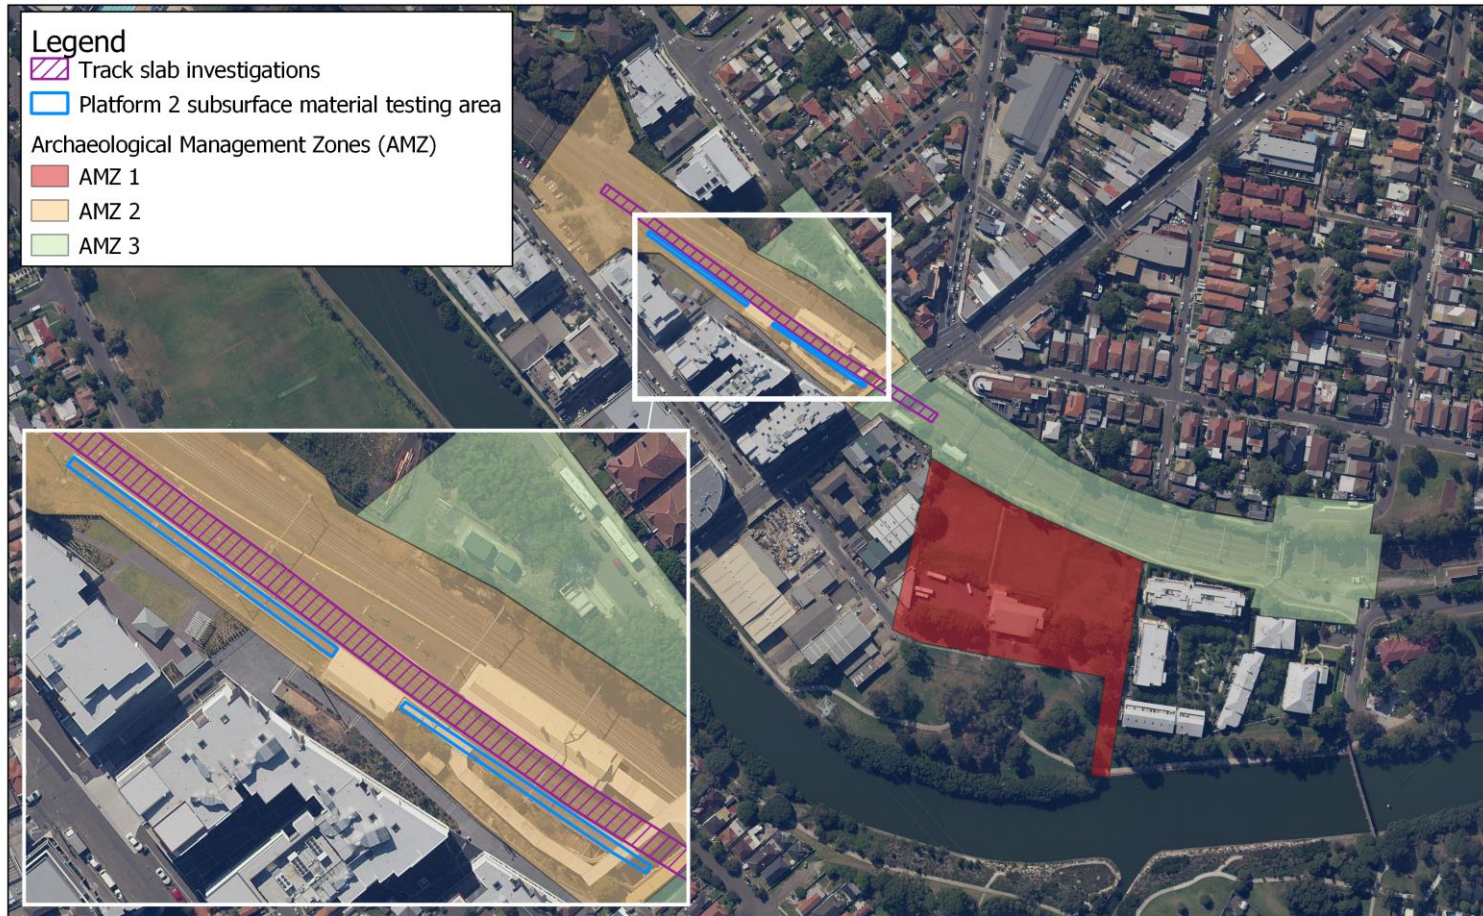 Legend
Track slab investigations
Platform 2 subsurface material testing area
Archaeological Management Zones (AMZ)
AMZ 1
AMZ 2
AMZ 3